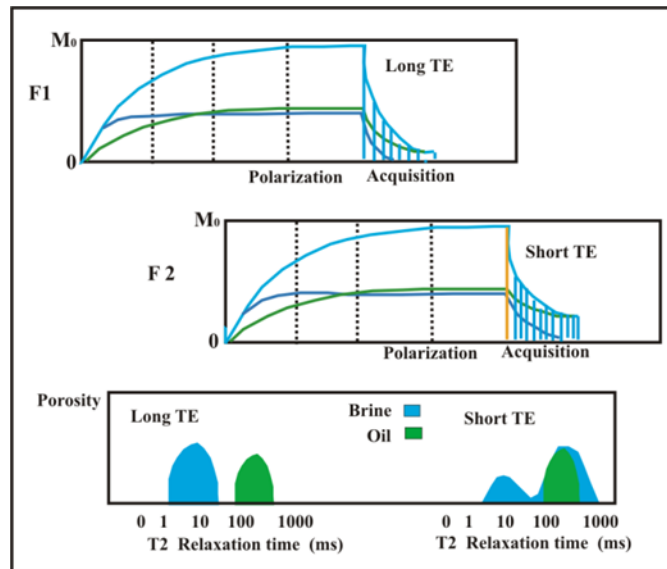 M₀
Long TE
F1
0
Polarization Acquisition
M₀
Short TE
F 2
0
Polarization Acquisition
Porosity
Long TE Brine Short TE
Oil
0 1 10 100 1000 0 1 10 100 1000
T2 Relaxation time (ms) T2 Relaxation time (ms)